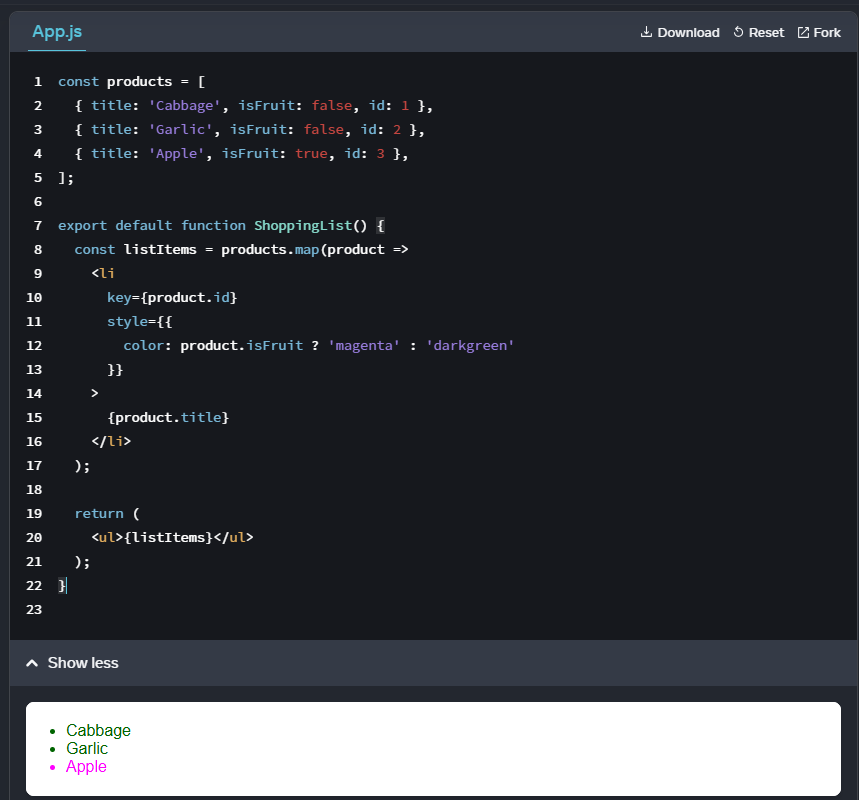 App.js
Download Reset Fork
1 const products = [
2   { title: 'Cabbage', isFruit: false, id: 1 },
3   { title: 'Garlic', isFruit: false, id: 2 },
4   { title: 'Apple', isFruit: true, id: 3 },
5 ];
6
7 export default function ShoppingList() {
8   const listItems = products.map(product =>
9     <li
10       key={product.id}
11       style={{
12         color: product.isFruit ? 'magenta' : 'darkgreen'
13       }}
14     >
15       {product.title}
16     </li>
17   );
18
19   return (
20     <ul>{listItems}</ul>
21   );
22 }
23
Show less
• Cabbage
• Garlic
• Apple